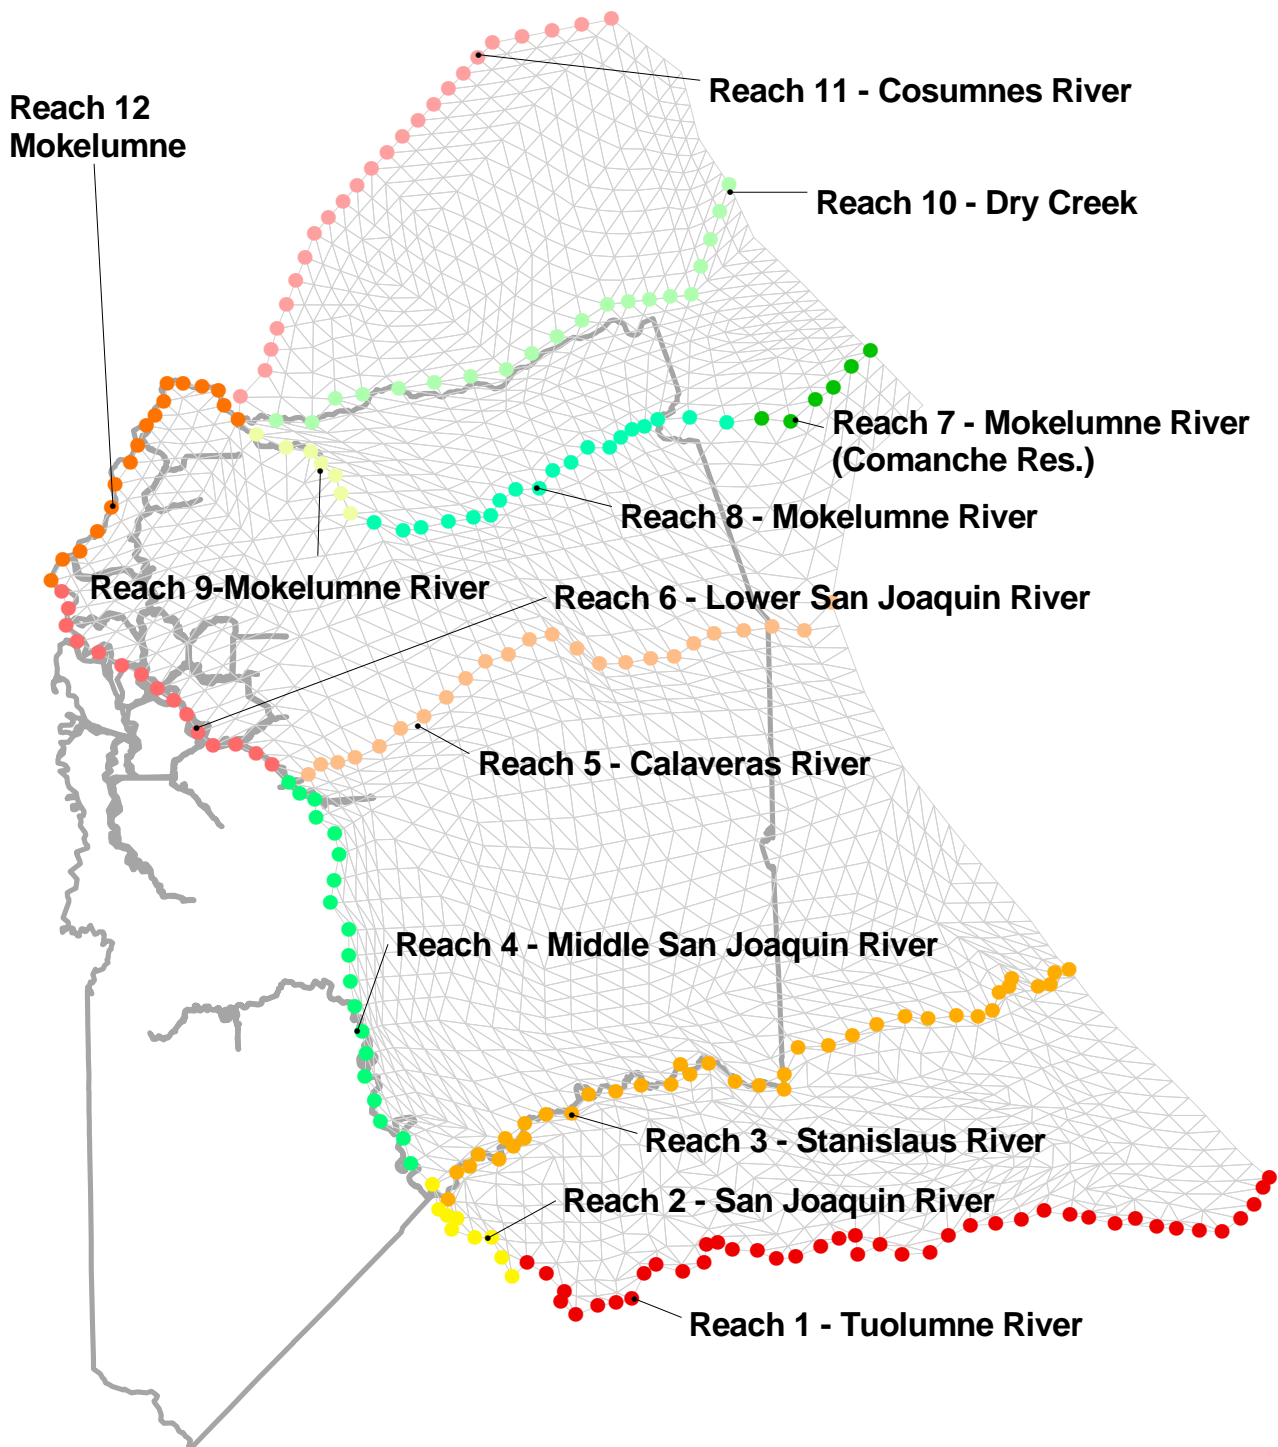 Reach 11 - Cosumnes River
Reach 12
Mokelumne
Reach 10 - Dry Creek
Reach 7 - Mokelumne River
(Comanche Res.)
Reach 8 - Mokelumne River
Reach 9-Mokelumne River
Reach 6 - Lower San Joaquin River
Reach 5 - Calaveras River
Reach 4 - Middle San Joaquin River
Reach 3 - Stanislaus River
Reach 2 - San Joaquin River
Reach 1 - Tuolumne River